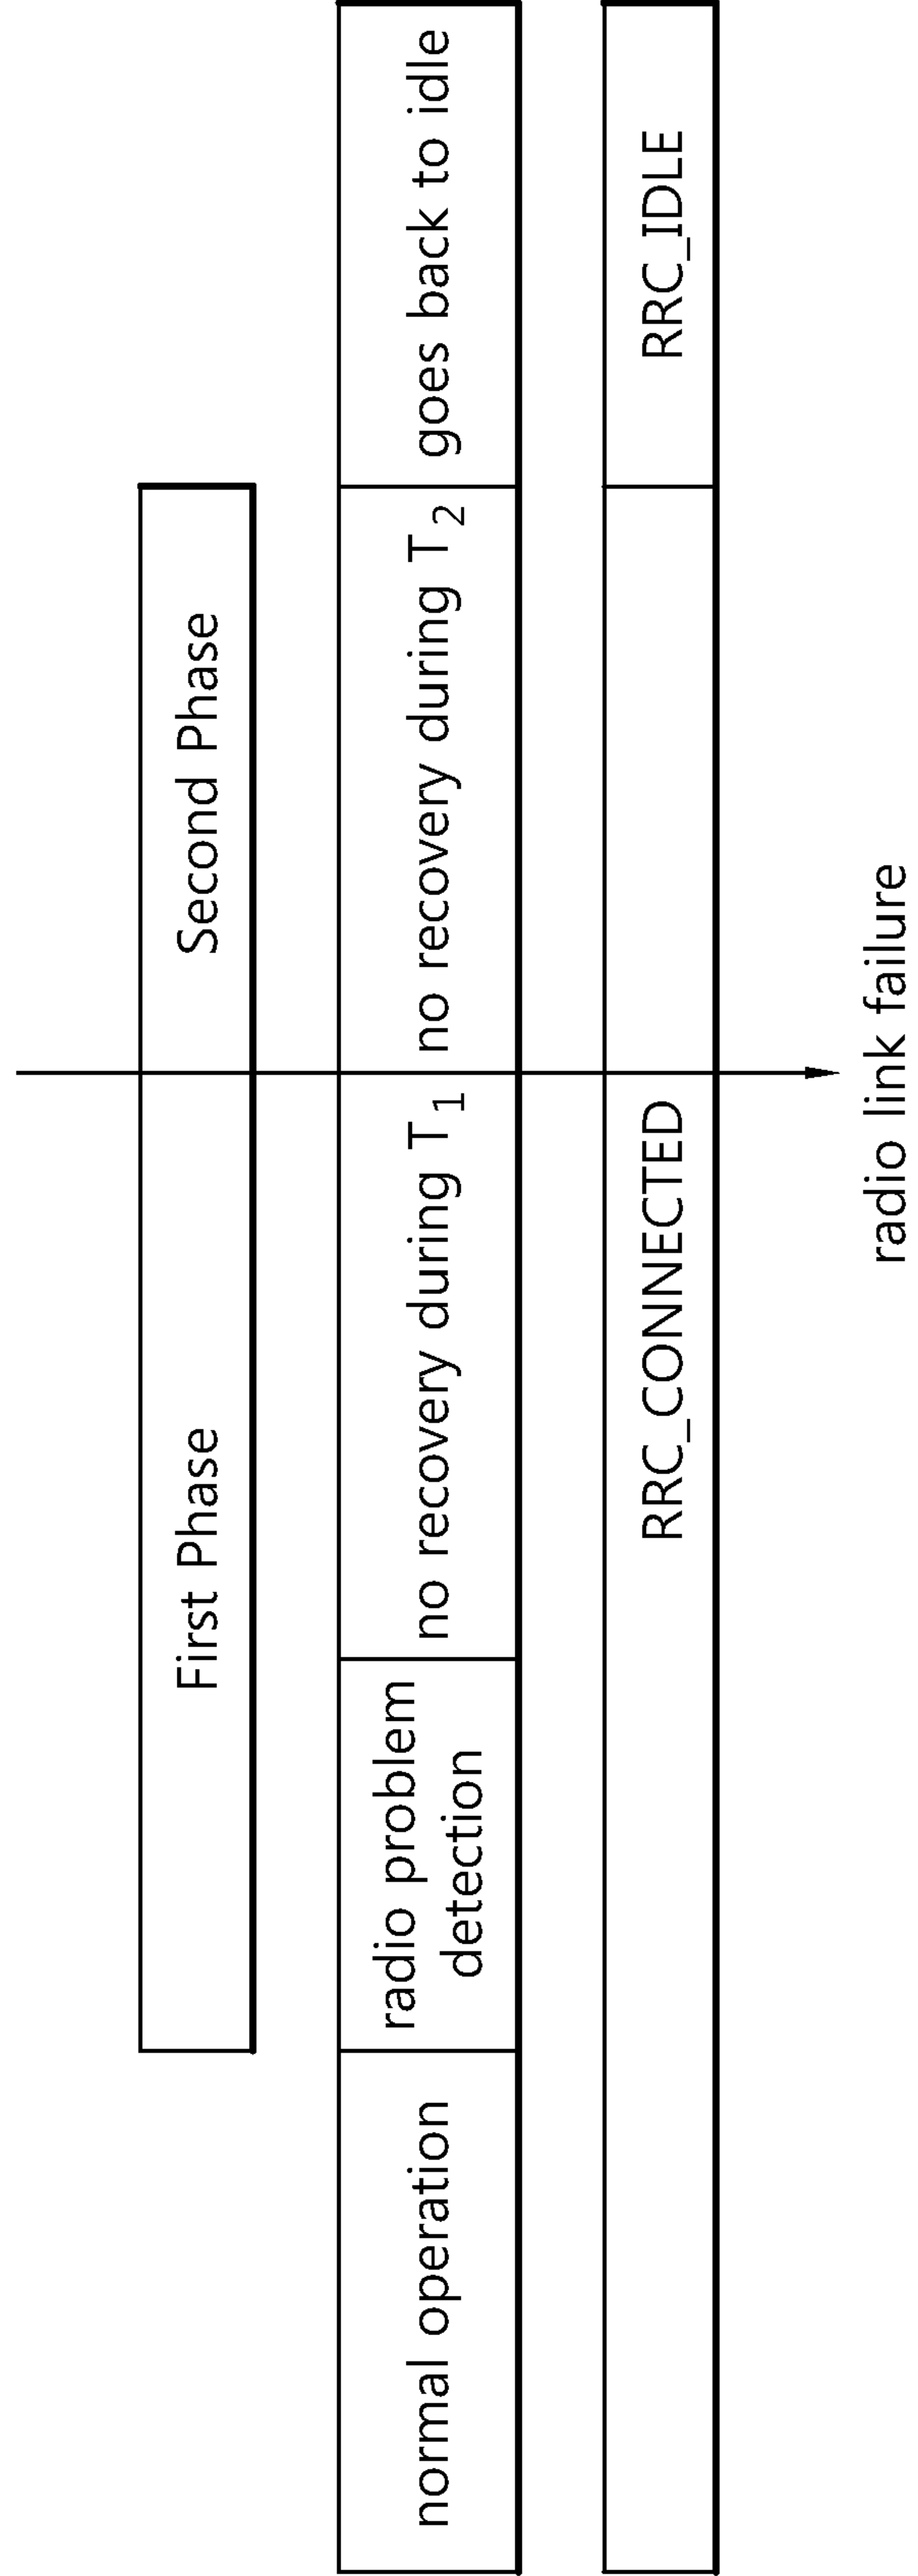 First Phase
Second Phase
normal operation
radio problem
detection
no recovery during T1
no recovery during T2
goes back to idle
RRC_CONNECTED
RRC_IDLE
radio link failure